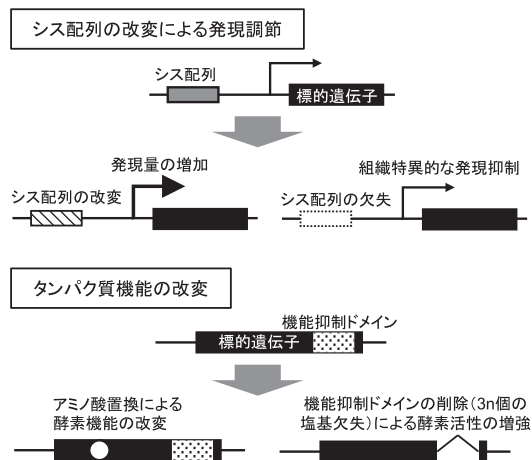 シス配列の改変による発現調節
シス配列
標的遺伝子
発現量の増加
シス配列の改変
組織特異的な発現抑制
シス配列の欠失
タンパク質機能の改変
機能抑制ドメイン
標的遺伝子
アミノ酸置換による
酵素機能の改変
機能抑制ドメインの削除(3n個の
塩基欠失)による酵素活性の増強